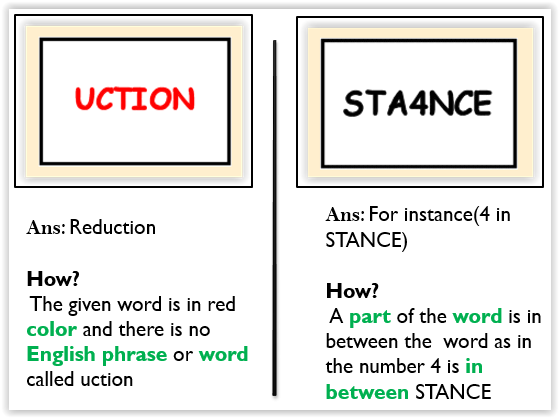 UCTION
Ans: Reduction
How?
The given word is in red
color and there is no
English phrase or word
called uction
STA4NCE
Ans: For instance(4 in
STANCE)
How?
A part of the word is in
between the word as in
the number 4 is in
between STANCE